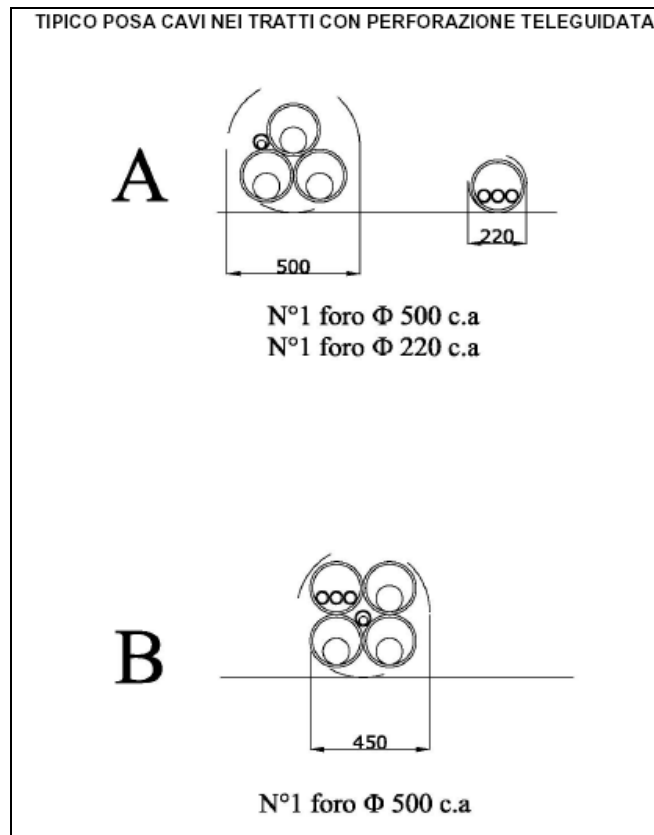 TIPICO POSA CAVI NEI TRATTI CON PERFORAZIONE TELEGUIDATA
A
500
220
N°1 foro Φ 500 c.a
N°1 foro Φ 220 c.a
B
450
N°1 foro Φ 500 c.a